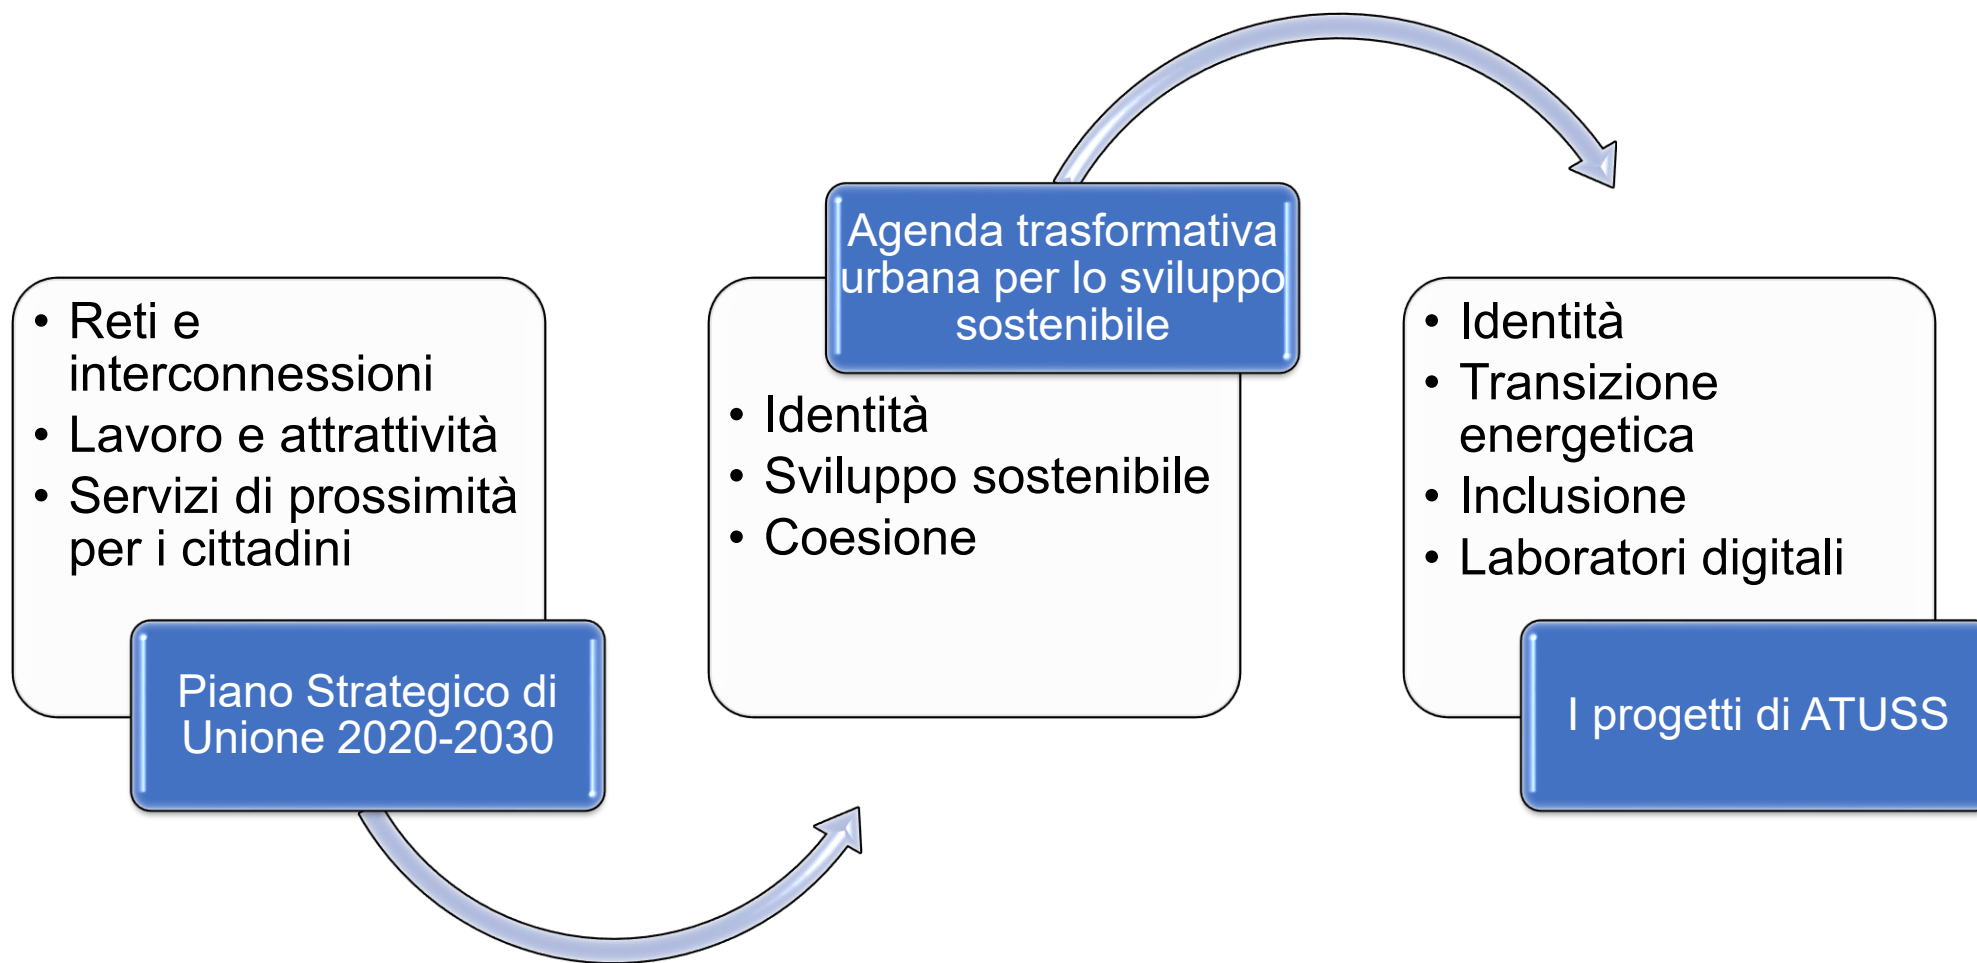 • Reti e
interconnessioni
• Lavoro e attrattività
• Servizi di prossimità
per i cittadini
Piano Strategico di
Unione 2020-2030
Agenda trasformativa
urbana per lo sviluppo
sostenibile
• Identità
• Sviluppo sostenibile
• Coesione
• Identità
• Transizione
energetica
• Inclusione
• Laboratori digitali
I progetti di ATUSS